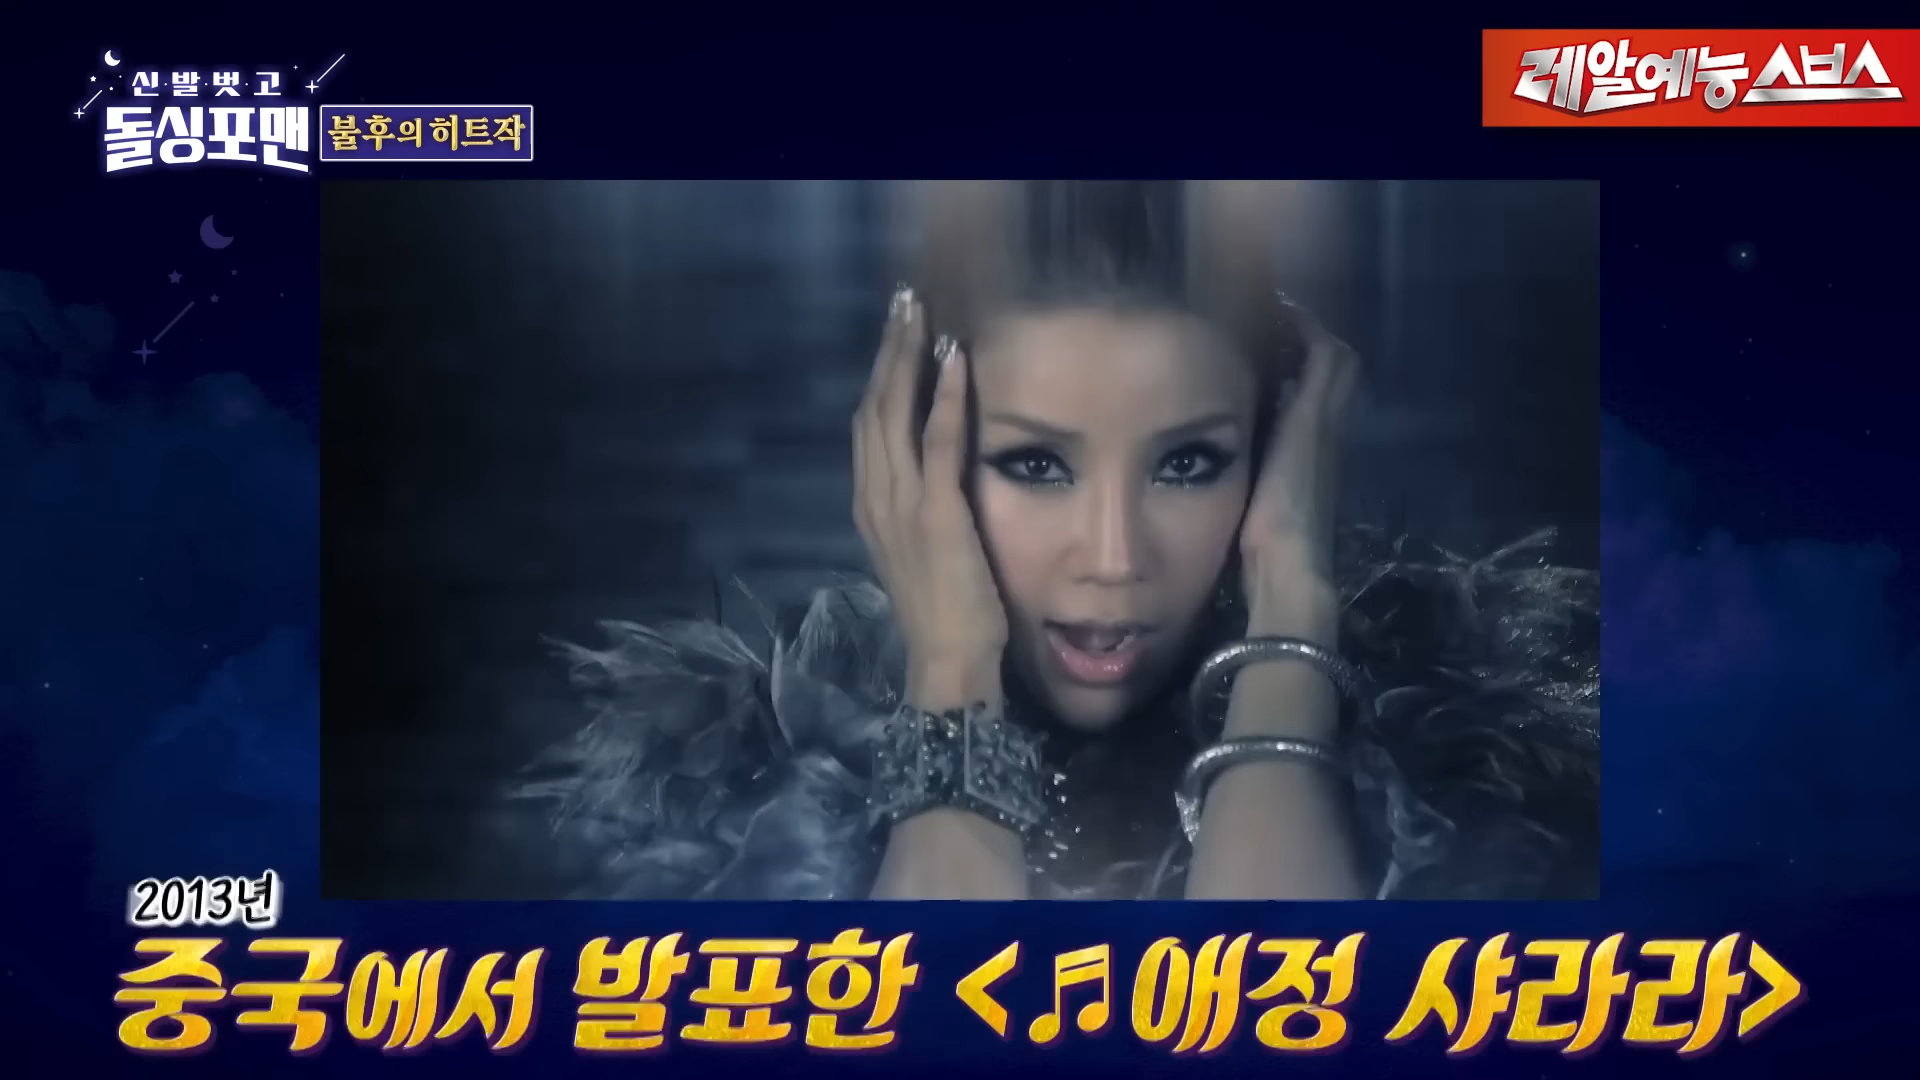 신·발·벗·고
돌싱포맨
불후의 히트작
레알예능 스브스
2013년
중국에서 발표한 <♬애정 샤라라>